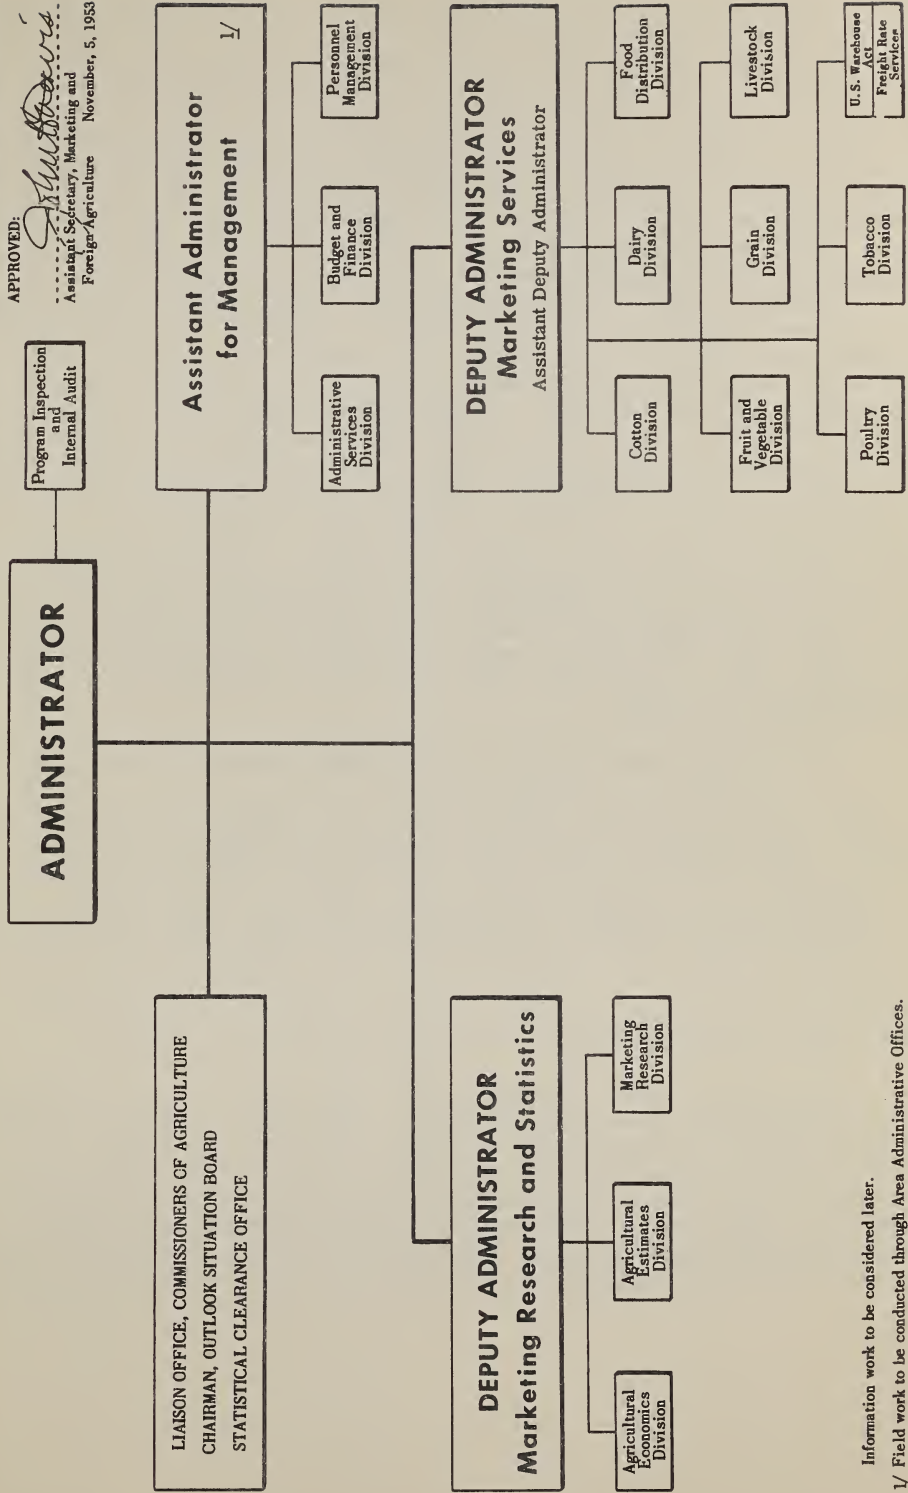 APPROVED:
Assistant Secretary, Marketing and
Foreign Agriculture November, 5, 1953
ADMINISTRATOR
Program Inspection
and
Internal Audit
LIAISON OFFICE, COMMISSIONERS OF AGRICULTURE
CHAIRMAN, OUTLOOK SITUATION BOARD
STATISTICAL CLEARANCE OFFICE
Assistant Administrator
for Management
1/
Administrative
Services
Division
Budget and
Finance
Division
Personnel
Management
Division
DEPUTY ADMINISTRATOR
Marketing Research and Statistics
Agricultural
Economics
Division
Agricultural
Estimates
Division
Marketing
Research
Division
DEPUTY ADMINISTRATOR
Marketing Services
Assistant Deputy Administrator
Cotton
Division
Dairy
Division
Food
Distribution
Division
Fruit and
Vegetable
Division
Grain
Division
Livestock
Division
Poultry
Division
Tobacco
Division
U.S. Warehouse
Act
Freight Rate
Services
Information work to be considered later.
1/ Field work to be conducted through Area Administrative Offices.